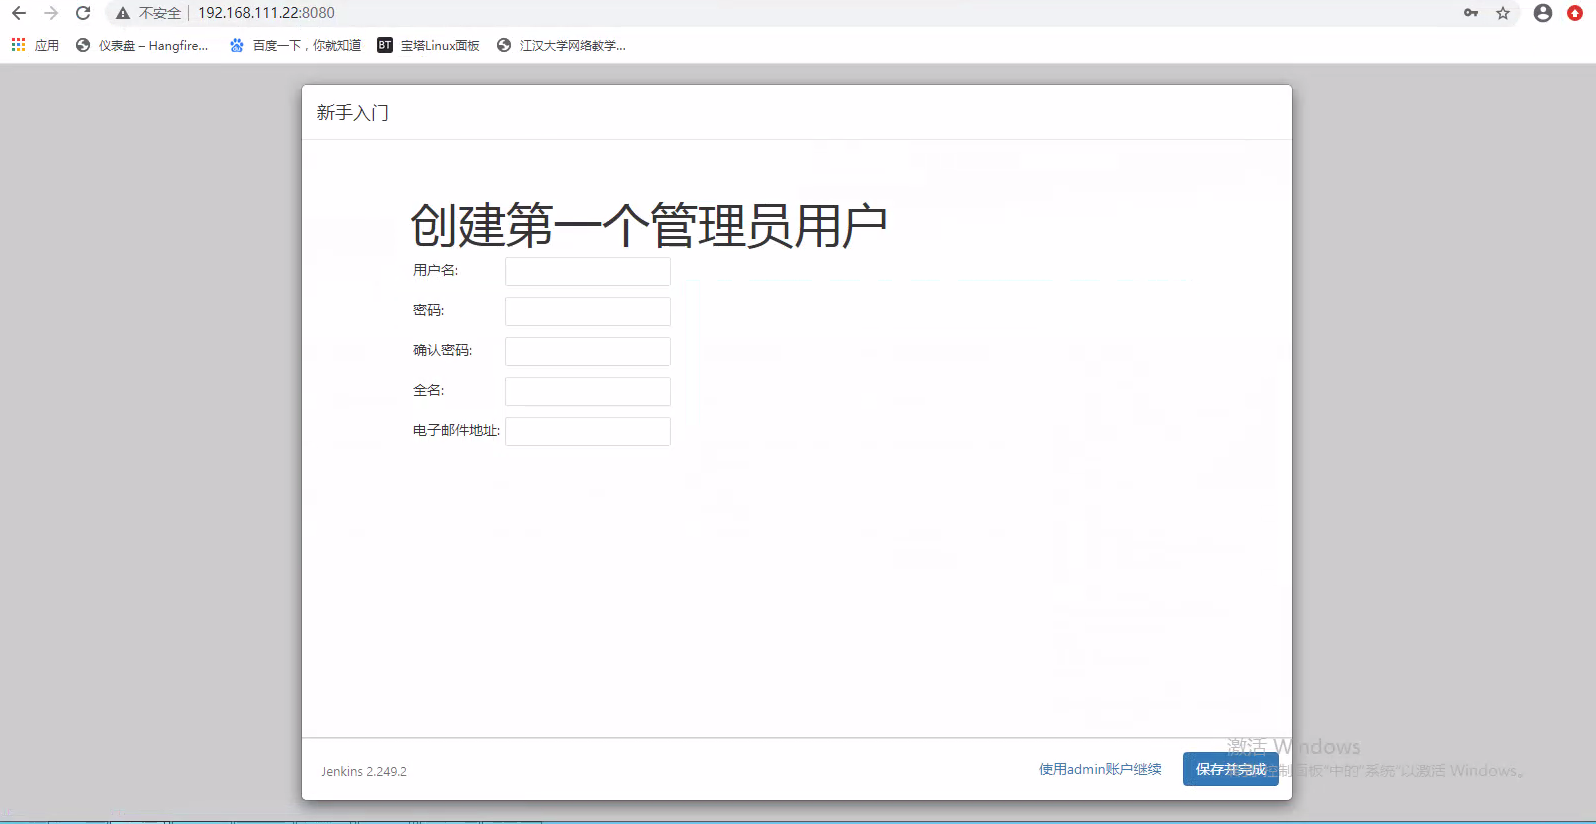 不安全 192.168.111.22:8080
应用 仪表盘 – Hangfire... 百度一下，你就知道 BT 宝塔Linux面板 江汉大学网络教学...
新手入门
创建第一个管理员用户
用户名:
密码:
确认密码:
全名:
电子邮件地址:
激活 Windows
Jenkins 2.249.2 使用admin账户继续 保存并完成
控制面板"中的"系统"以激活 Windows。